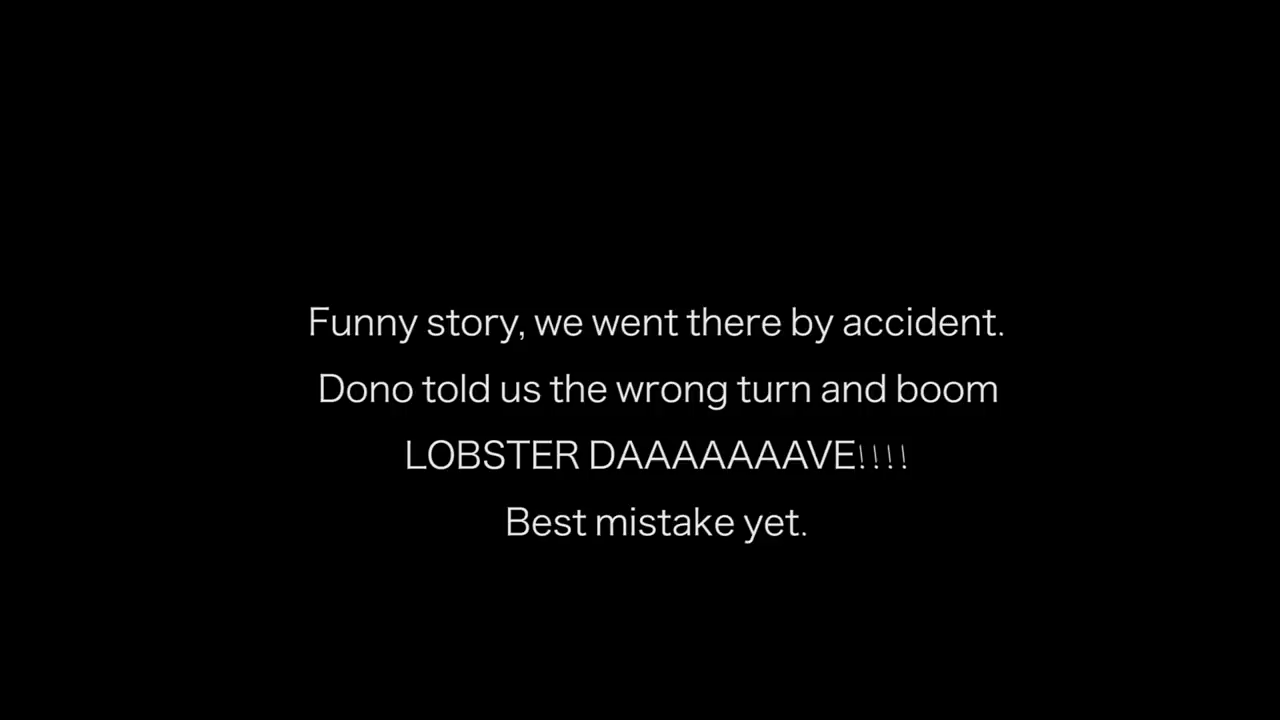 Funny story, we went there by accident.
Dono told us the wrong turn and boom
LOBSTER DAAAAAAAVE!!!!
Best mistake yet.